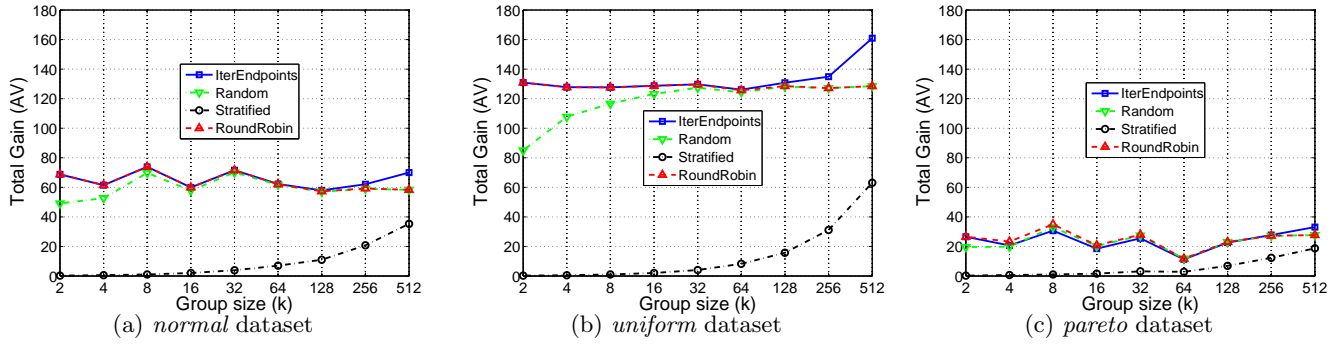 180
160
140
120
100
80
60
40
20
0
Total Gain (AV)
IterEndpoints
Random
Stratified
RoundRobin
2 4 8 16 32 64 128 256 512
Group size (k)
(a) normal dataset
180
160
140
120
100
80
60
40
20
0
Total Gain (AV)
IterEndpoints
Random
Stratified
RoundRobin
2 4 8 16 32 64 128 256 512
Group size (k)
(b) uniform dataset
180
160
140
120
100
80
60
40
20
0
Total Gain (AV)
IterEndpoints
Random
Stratified
RoundRobin
2 4 8 16 32 64 128 256 512
Group size (k)
(c) pareto dataset